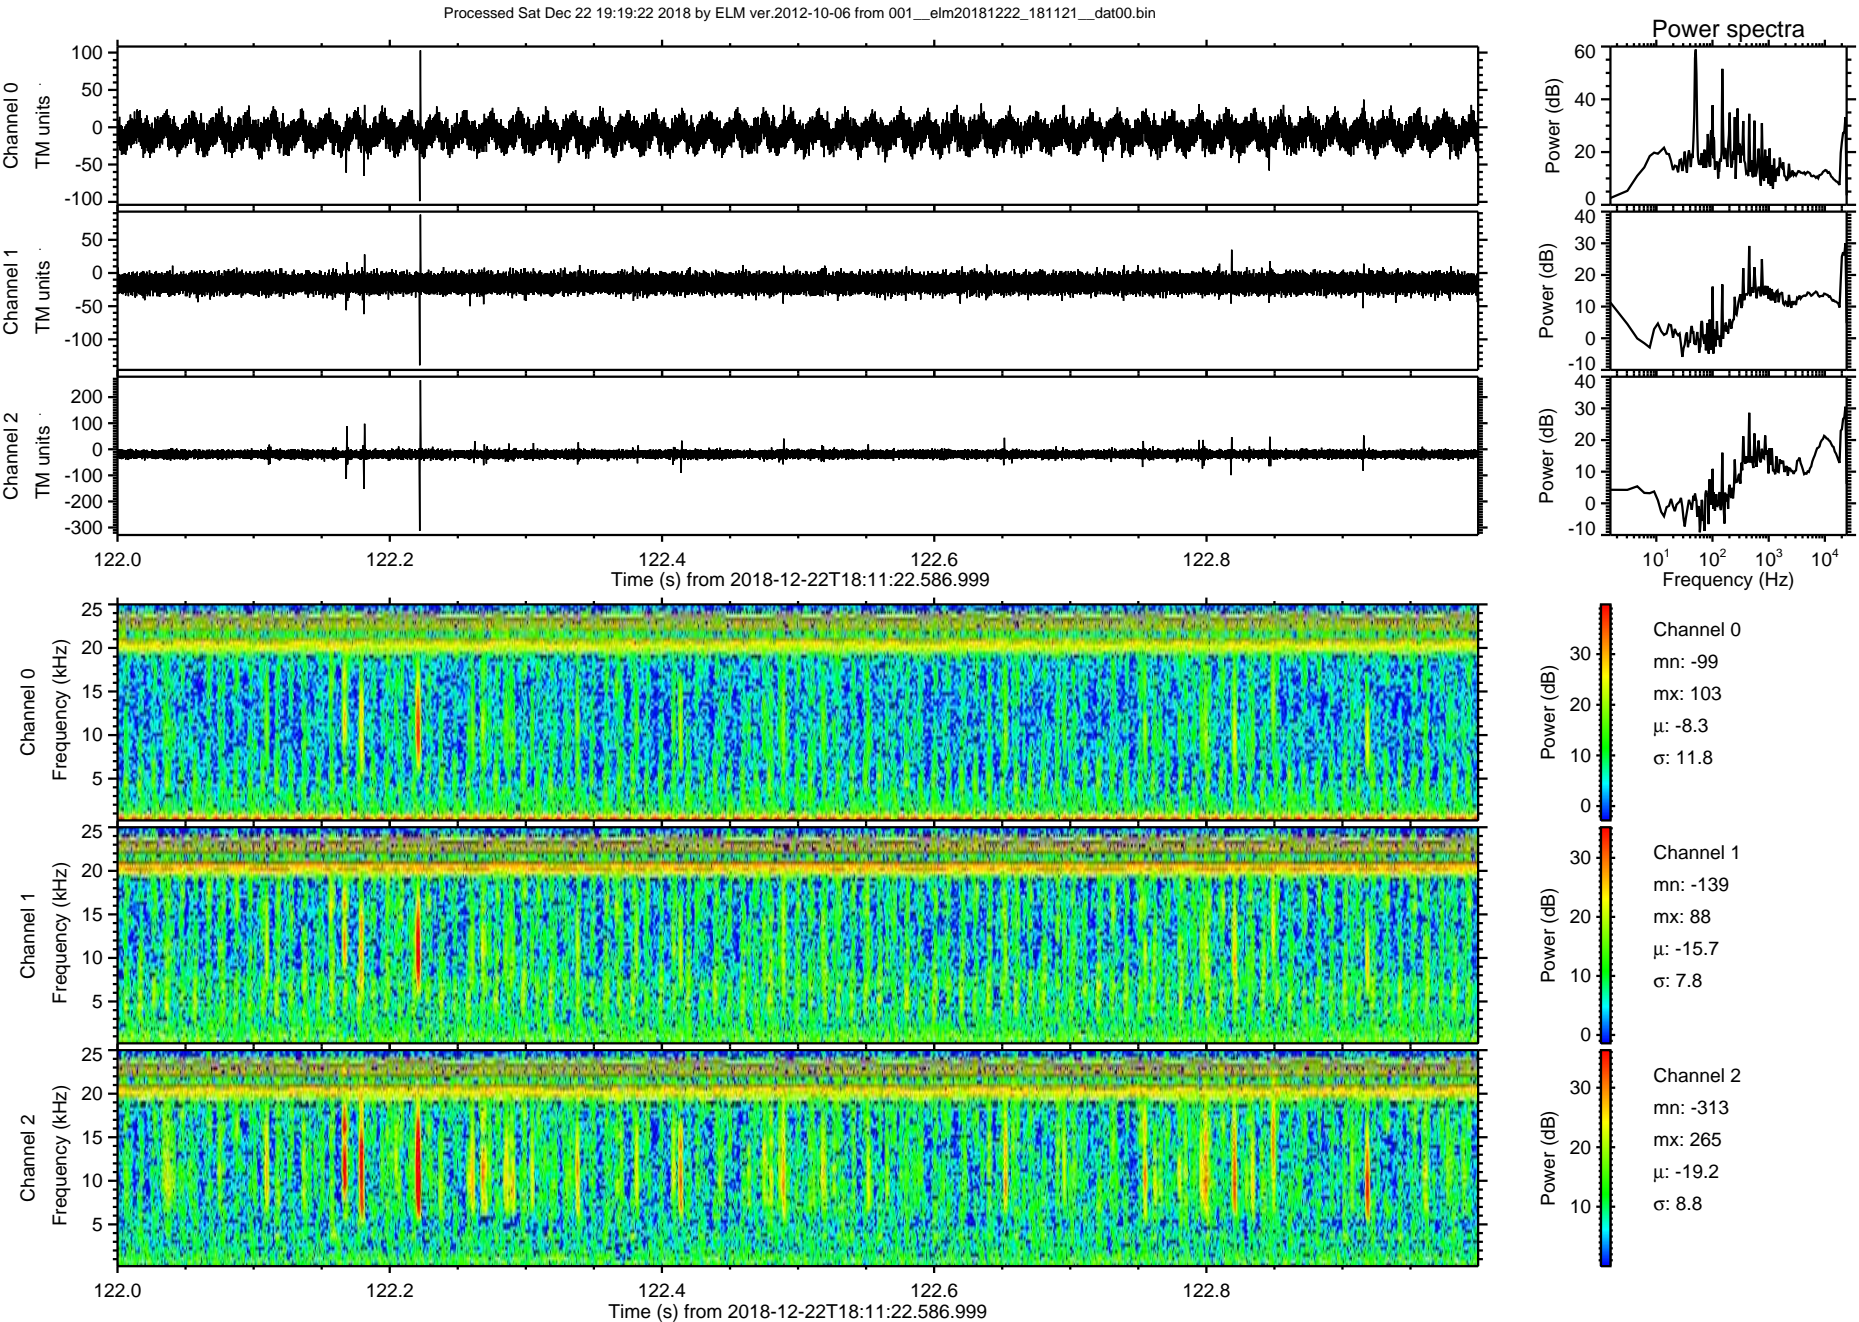 Processed Sat Dec 22 19:19:22 2018 by ELM ver.2012-10-06 from 001__elm20181222_181121__dat00.bin
Power spectra
Channel 0
TM units
100
50
0
-50
-100
Power (dB)
60
40
20
0
Channel 1
TM units
50
0
-50
-100
Power (dB)
40
30
20
10
0
-10
Channel 2
TM units
200
100
0
-100
-200
-300
Power (dB)
40
30
20
10
0
-10
122.0 122.2 122.4 122.6 122.8
Time (s) from 2018-12-22T18:11:22.586.999
10¹ 10² 10³ 10⁴
Frequency (Hz)
Channel 0
Frequency (kHz)
25
20
15
10
5
Power (dB)
30
20
10
0
Channel 0
mn: -99
mx: 103
μ: -8.3
σ: 11.8
Channel 1
Frequency (kHz)
25
20
15
10
5
Power (dB)
30
20
10
0
Channel 1
mn: -139
mx: 88
μ: -15.7
σ: 7.8
Channel 2
Frequency (kHz)
25
20
15
10
5
Power (dB)
30
20
10
Channel 2
mn: -313
mx: 265
μ: -19.2
σ: 8.8
122.0 122.2 122.4 122.6 122.8
Time (s) from 2018-12-22T18:11:22.586.999